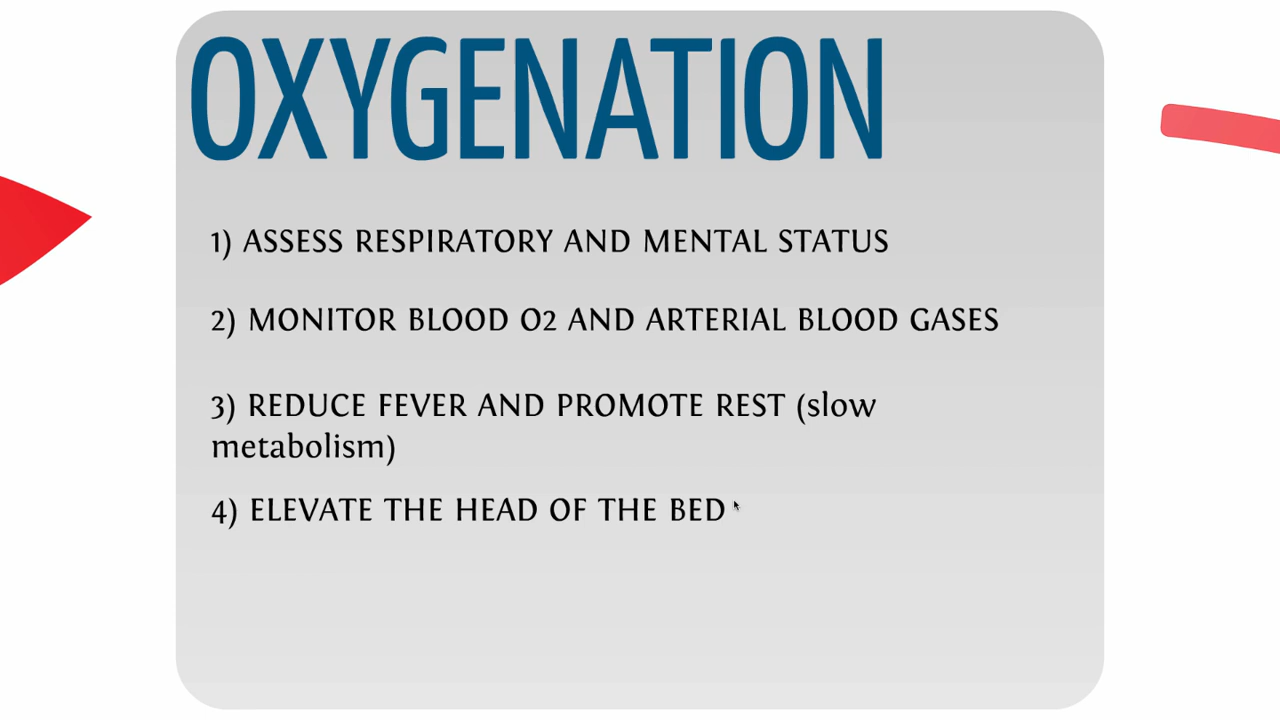 OXYGENATION
1) ASSESS RESPIRATORY AND MENTAL STATUS
2) MONITOR BLOOD O2 AND ARTERIAL BLOOD GASES
3) REDUCE FEVER AND PROMOTE REST (slow
metabolism)
4) ELEVATE THE HEAD OF THE BED